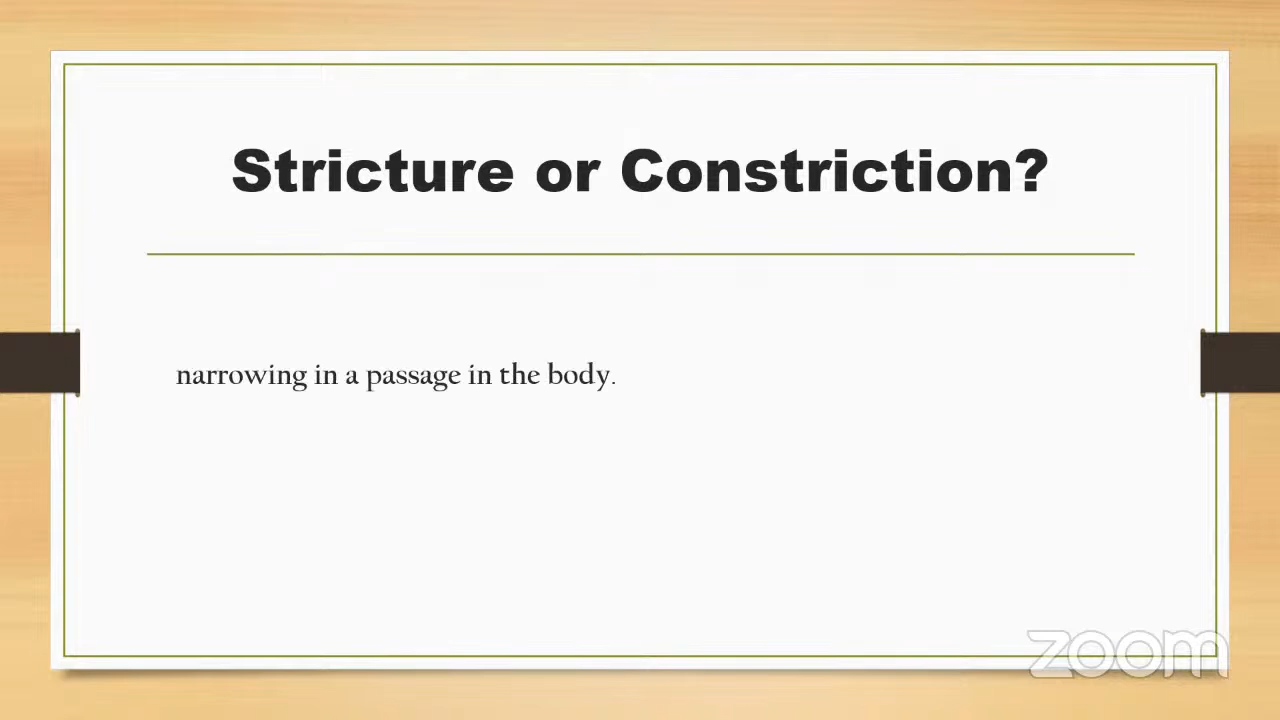 Stricture or Constriction?
narrowing in a passage in the body.
zoom